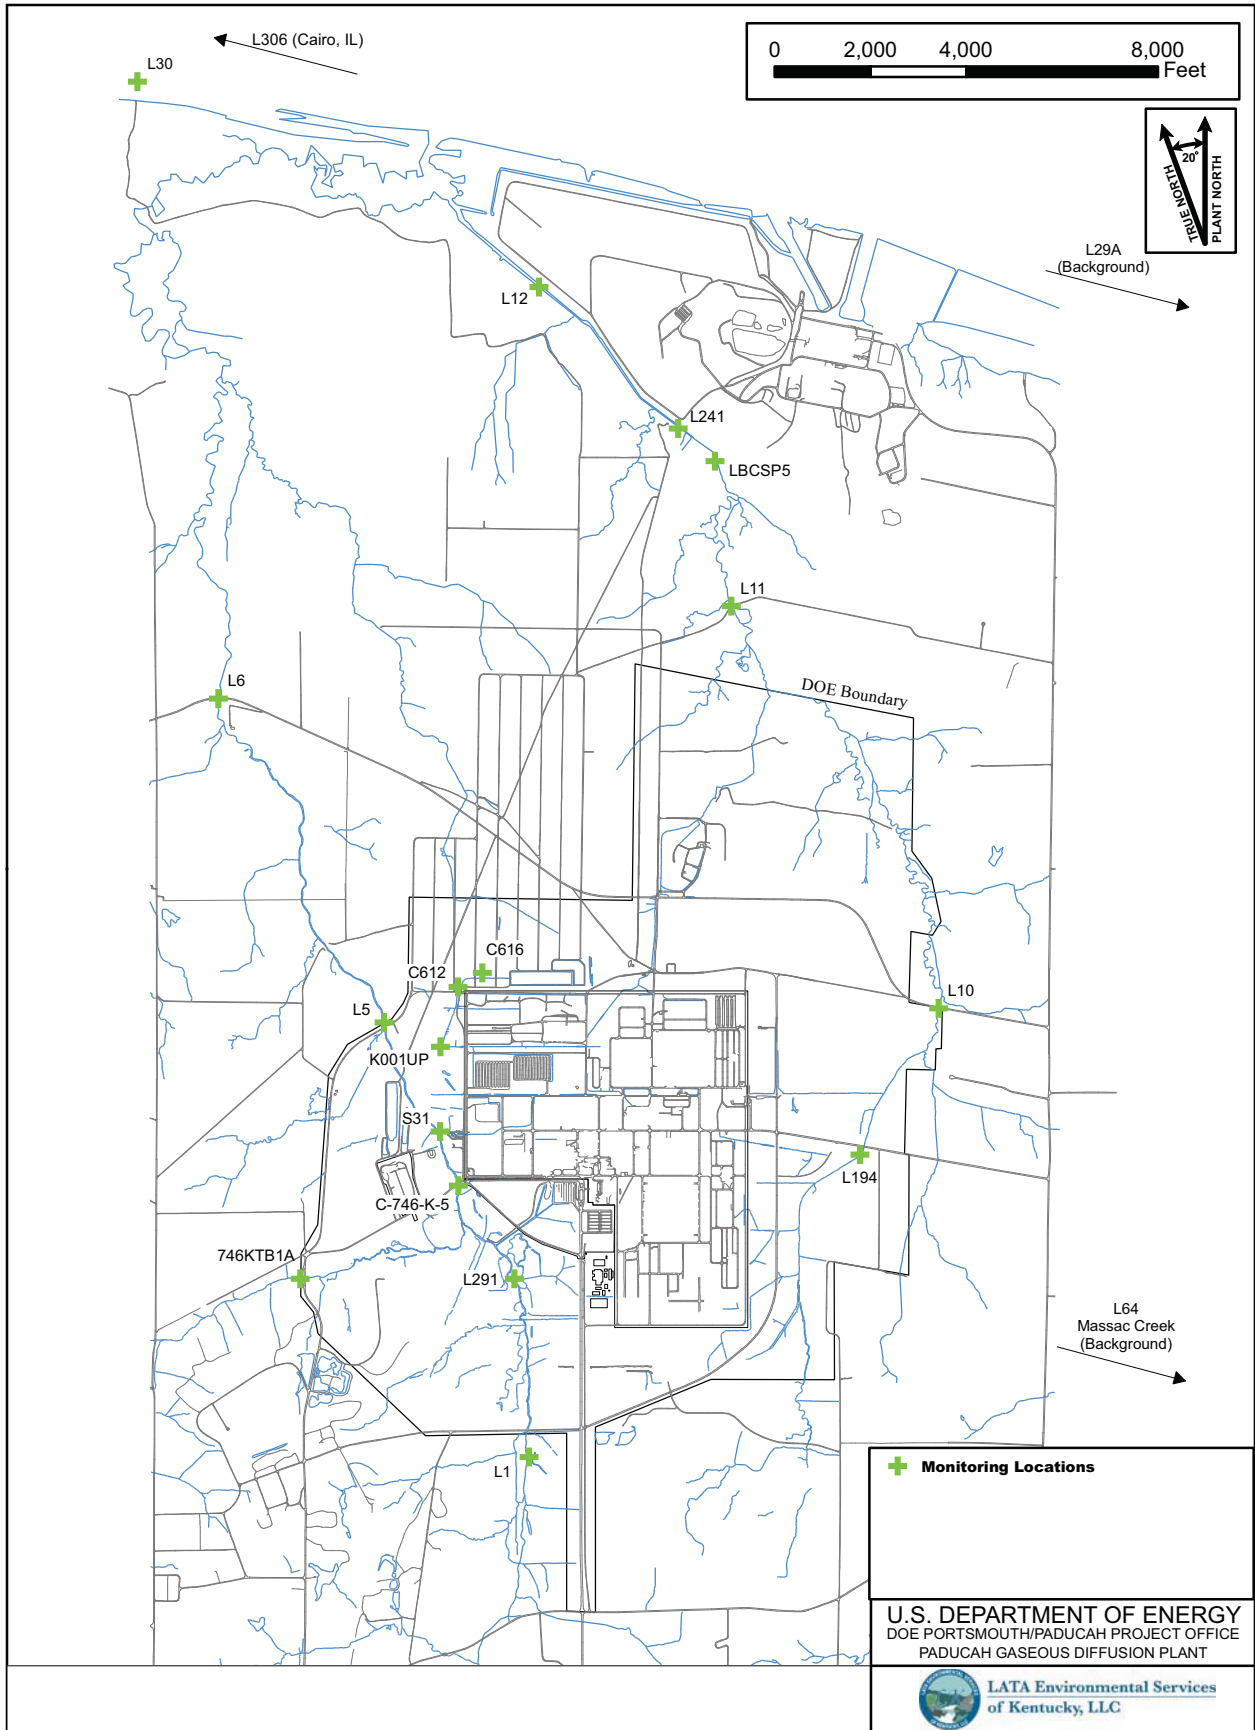 L306 (Cairo, IL)
L30
0 2,000 4,000 8,000
Feet
20°
TRUE NORTH
PLANT NORTH
L29A
(Background)
L12
L241
LBCSP5
L11
L6
DOE Boundary
C616
C612
L10
L5
K001UP
S31
L194
C-746-K-5
746KTB1A
L291
L64
Massac Creek
(Background)
L1
Monitoring Locations
U.S. DEPARTMENT OF ENERGY
DOE PORTSMOUTH/PADUCAH PROJECT OFFICE
PADUCAH GASEOUS DIFFUSION PLANT
LATA Environmental Services
of Kentucky, LLC